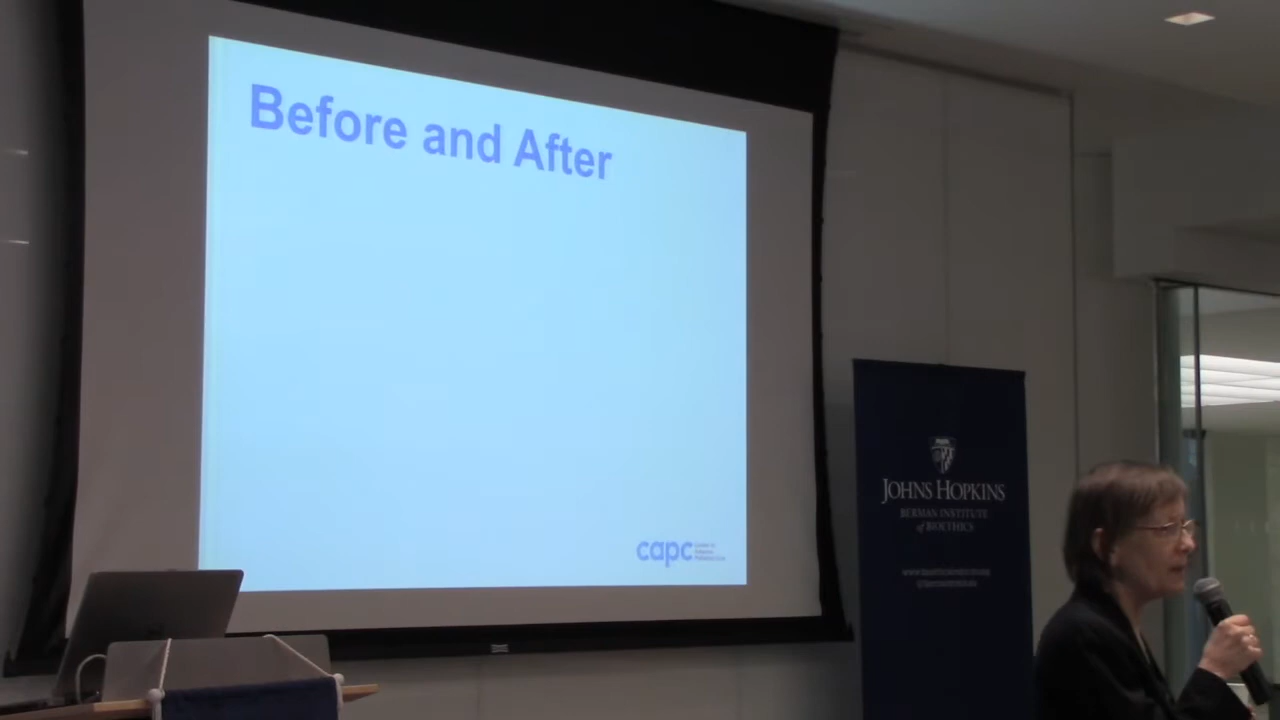 Before and After
capc
JOHNS HOPKINS
BERMAN INSTITUTE
of BIOETHICS